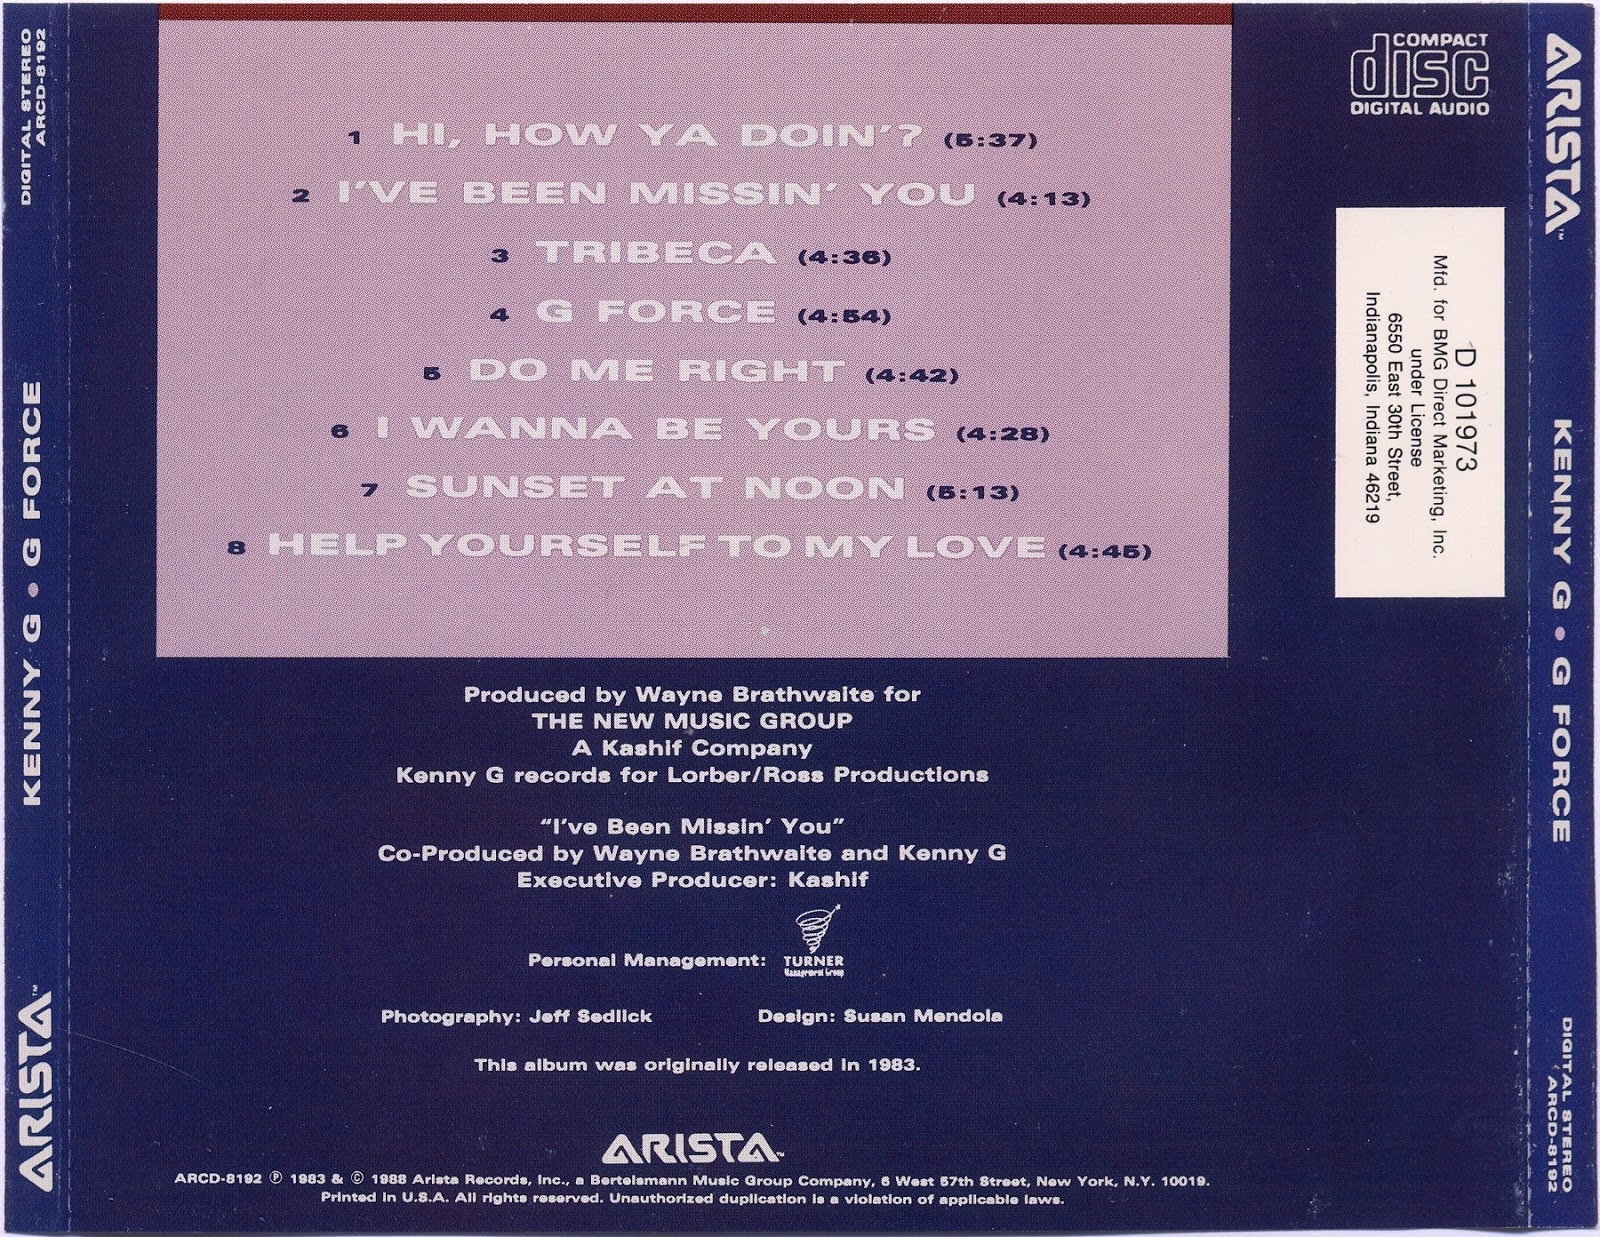 DIGITAL STEREO
ARCD-8192
KENNY G • G FORCE
ARISTA™
1 HI, HOW YA DOIN'? (5:37)
2 I'VE BEEN MISSIN' YOU (4:13)
3 TRIBECA (4:36)
4 G FORCE (4:54)
5 DO ME RIGHT (4:42)
6 I WANNA BE YOURS (4:28)
7 SUNSET AT NOON (5:13)
8 HELP YOURSELF TO MY LOVE (4:45)
Produced by Wayne Brathwaite for
THE NEW MUSIC GROUP
A Kashif Company
Kenny G records for Lorber/Ross Productions
"I've Been Missin' You"
Co-Produced by Wayne Brathwaite and Kenny G
Executive Producer: Kashif
Personal Management: TURNER
Management Group
Photography: Jeff Sedlick Design: Susan Mendola
This album was originally released in 1983.
ARISTA™
ARCD-8192 ℗ 1983 & © 1988 Arista Records, Inc., a Bertelsmann Music Group Company, 6 West 57th Street, New York, N.Y. 10019.
Printed in U.S.A. All rights reserved. Unauthorized duplication is a violation of applicable laws.
COMPACT
disc
DIGITAL AUDIO
D 101973
Mfd. for BMG Direct Marketing, Inc.
under License
6550 East 30th Street,
Indianapolis, Indiana 46219
ARISTA™
KENNY G • G FORCE
DIGITAL STEREO
ARCD-8192